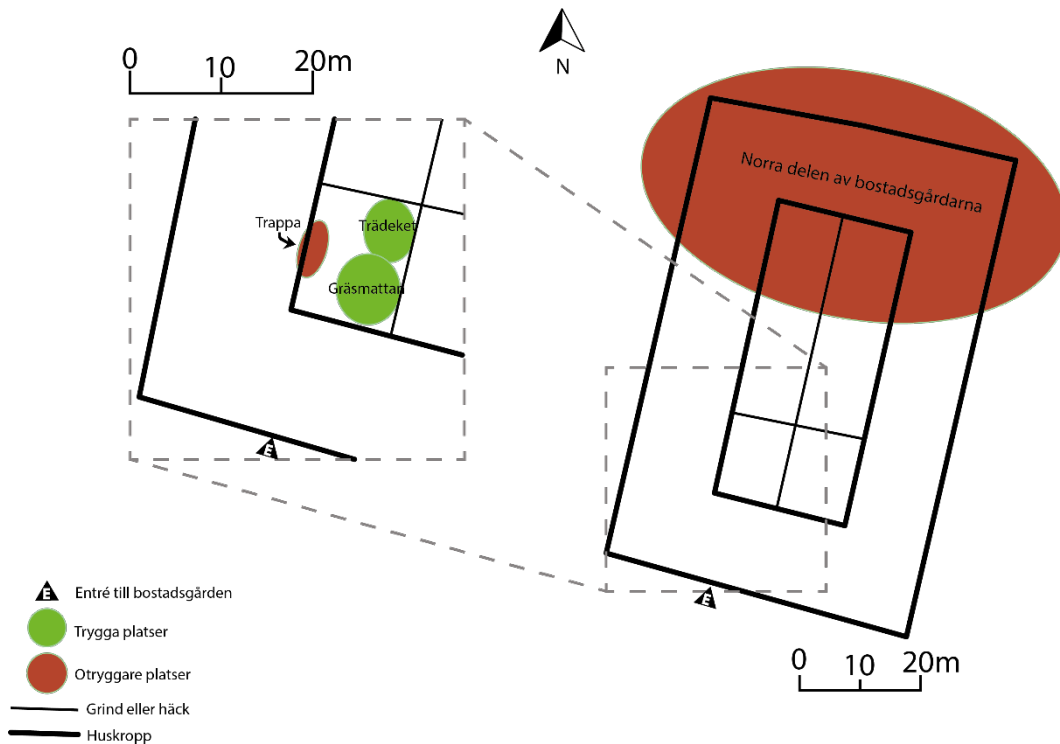 0
10
20m
N
Norra delen av bostadsgårdarna
Trappa
Trädeket
Gräsmattan
E
E
0
10
20m
E
Entré till bostadsgården
Trygga platser
Otryggare platser
Grind eller häck
Huskropp